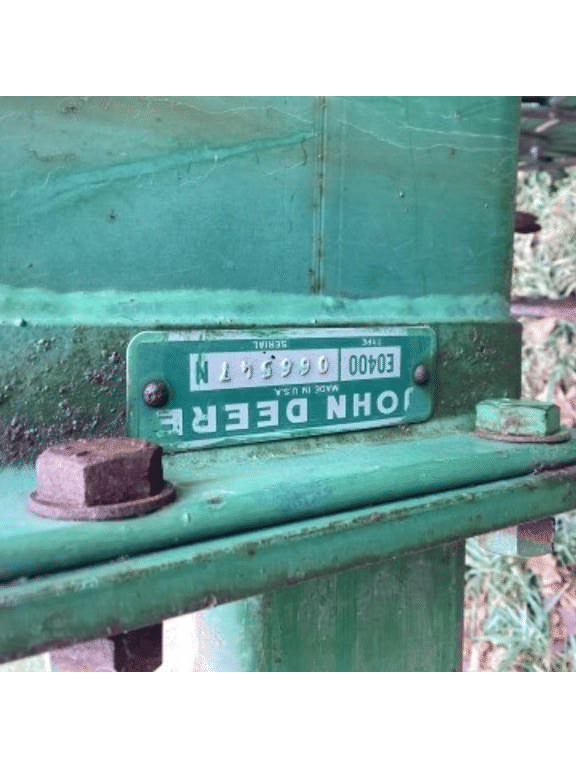 JOHN DEERE
MADE IN U.S.A.
E0400 066547N
TYPE SERIAL